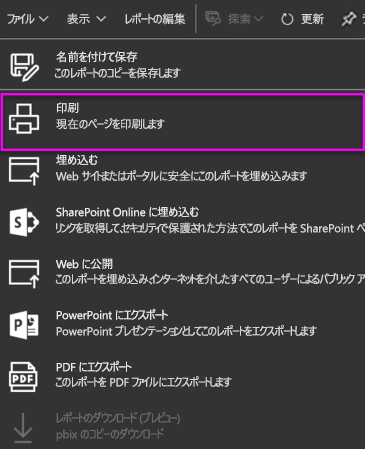 ファイル 表示 レポートの編集 探索 更新
名前を付けて保存
このレポートのコピーを保存します
印刷
現在のページを印刷します
埋め込む
Web サイトまたはポータルに安全にこのレポートを埋め込みます
SharePoint Online に埋め込む
リンクを取得してセキュリティで保護された方法でこのレポートを SharePoint ペ
Web に公開
このレポートを埋め込み、インターネットを介したすべてのユーザーによるパブリック ア
PowerPoint にエクスポート
PowerPoint プレゼンテーションとしてこのレポートをエクスポートします
PDF にエクスポート
このレポートを PDF ファイルにエクスポートします
レポートのダウンロード (プレビュー)
pbix のコピーのダウンロード